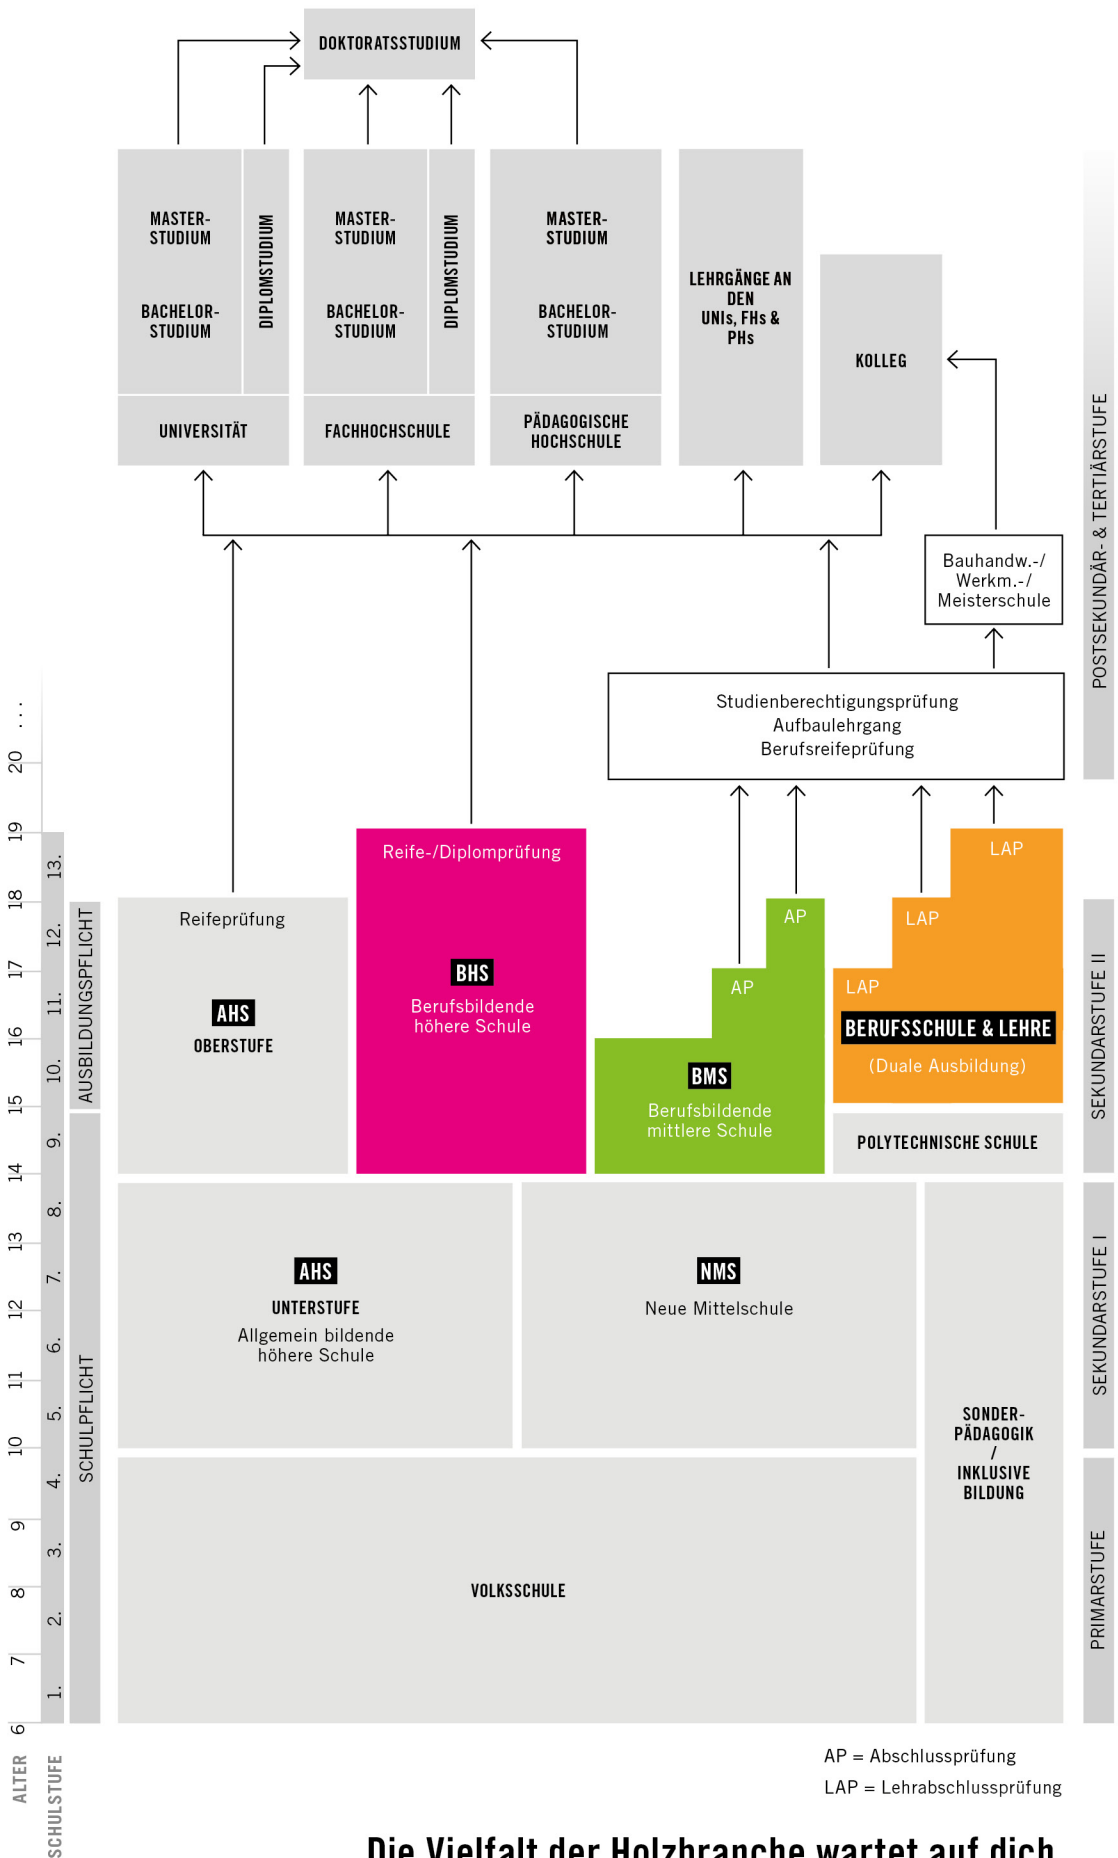 DOKTORATSSTUDIUM
MASTER-
STUDIUM
BACHELOR-
STUDIUM
DIPLOMSTUDIUM
UNIVERSITÄT
MASTER-
STUDIUM
BACHELOR-
STUDIUM
DIPLOMSTUDIUM
FACHHOCHSCHULE
MASTER-
STUDIUM
BACHELOR-
STUDIUM
PÄDAGOGISCHE
HOCHSCHULE
LEHRGÄNGE AN
DEN
UNIs, FHs &
PHs
KOLLEG
Bauhandw.-/
Werkm.-/
Meisterschule
Studienberechtigungsprüfung
Aufbaulehrgang
Berufsreifeprüfung
POSTSEKUNDÄR- & TERTIÄRSTUFE
Reifeprüfung
AHS
OBERSTUFE
Reife-/Diplomprüfung
BHS
Berufsbildende
höhere Schule
AP
AP
BMS
Berufsbildende
mittlere Schule
LAP
LAP
LAP
BERUFSSCHULE & LEHRE
(Duale Ausbildung)
POLYTECHNISCHE SCHULE
SEKUNDARSTUFE II
AHS
UNTERSTUFE
Allgemein bildende
höhere Schule
NMS
Neue Mittelschule
SONDER-
PÄDAGOGIK
/
INKLUSIVE
BILDUNG
SEKUNDARSTUFE I
VOLKSSCHULE
PRIMARSTUFE
...
20
19
18
17
16
15
14
13
12
11
10
9
8
7
6
ALTER
13.
12.
11.
10.
9.
8.
7.
6.
5.
4.
3.
2.
1.
SCHULSTUFE
AUSBILDUNGSPFLICHT
SCHULPFLICHT
AP = Abschlussprüfung
LAP = Lehrabschlussprüfung
Die Vielfalt der Holzbranche wartet auf dich